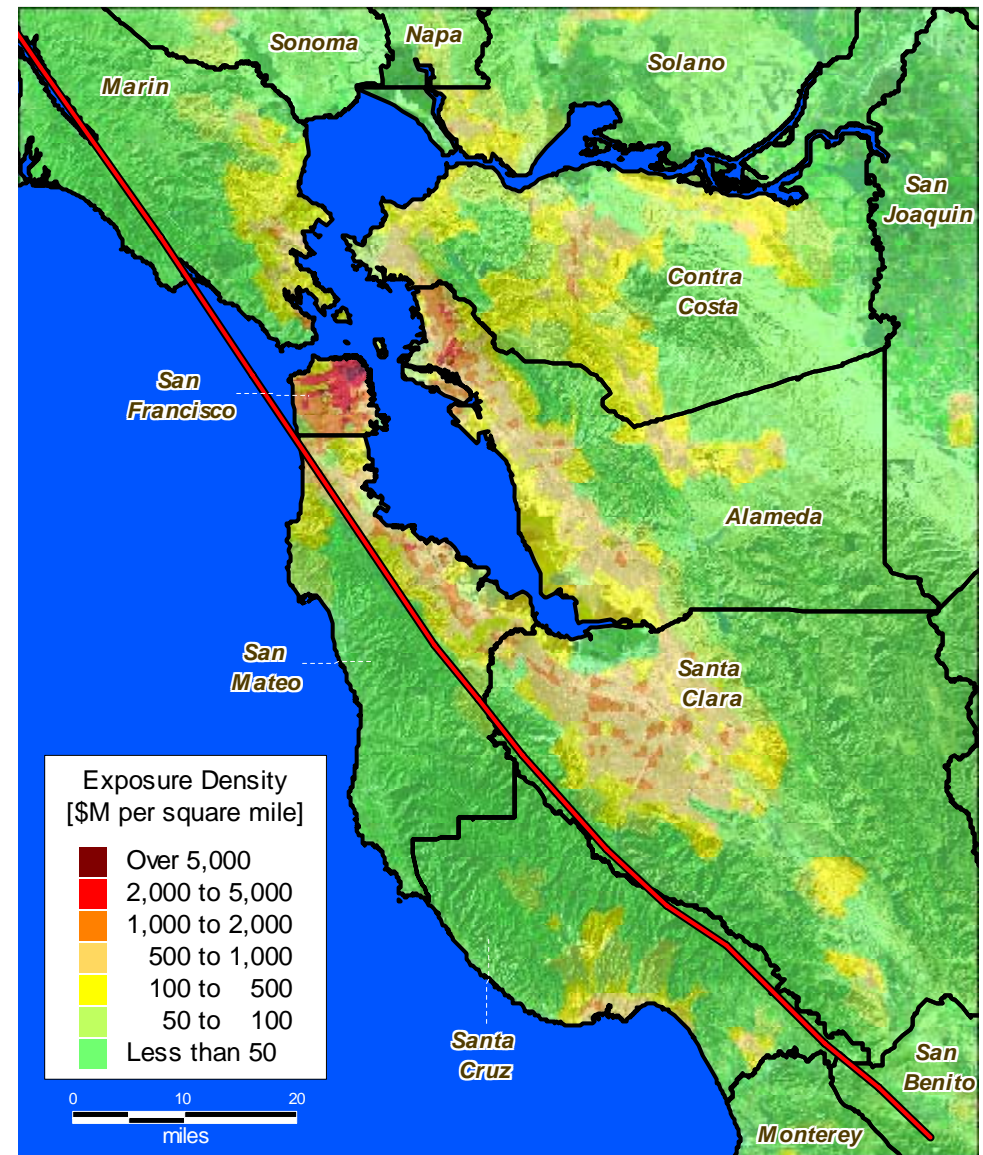 Sonoma
Napa
Solano
Marin
San
Joaquin
Contra
Costa
San
Francisco
Alameda
San
Mateo
Santa
Clara
Exposure Density
[$M per square mile]
Over 5,000
2,000 to 5,000
1,000 to 2,000
500 to 1,000
100 to 500
50 to 100
Less than 50
0 10 20
miles
Santa
Cruz
San
Benito
Monterey